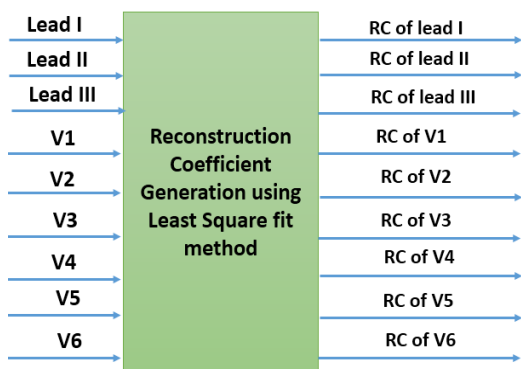 Lead I
Lead II
Lead III
V1
V2
V3
V4
V5
V6
Reconstruction
Coefficient
Generation using
Least Square fit
method
RC of lead I
RC of lead II
RC of lead III
RC of V1
RC of V2
RC of V3
RC of V4
RC of V5
RC of V6